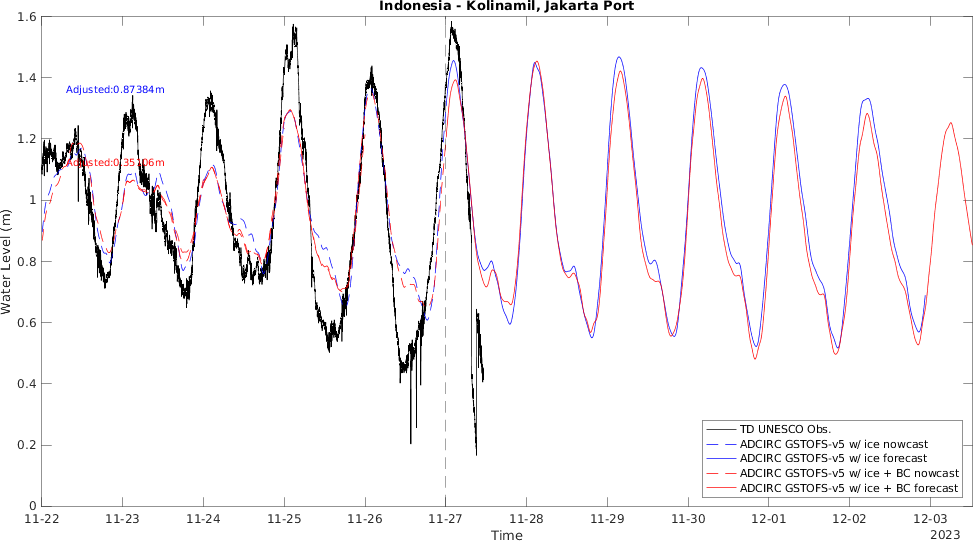 Indonesia - Kolinamil, Jakarta Port
1.6
1.4
1.2
1
0.8
0.6
0.4
0.2
0
Water Level (m)
Adjusted:0.87384m
TD UNESCO Obs.
ADCIRC GSTOFS-v5 w/ ice nowcast
ADCIRC GSTOFS-v5 w/ ice forecast
ADCIRC GSTOFS-v5 w/ ice + BC nowcast
ADCIRC GSTOFS-v5 w/ ice + BC forecast
11-22 11-23 11-24 11-25 11-26 11-27 11-28 11-29 11-30 12-01 12-02 12-03
Time
2023